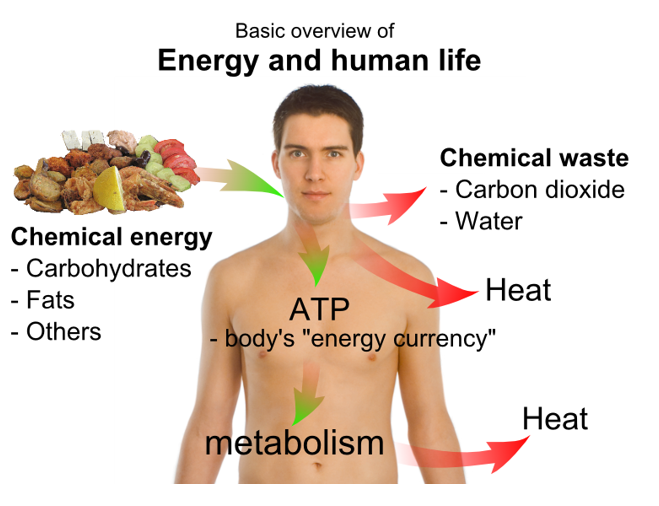 Basic overview of
Energy and human life
Chemical energy
- Carbohydrates
- Fats
- Others
Chemical waste
- Carbon dioxide
- Water
Heat
ATP
- body's "energy currency"
metabolism
Heat